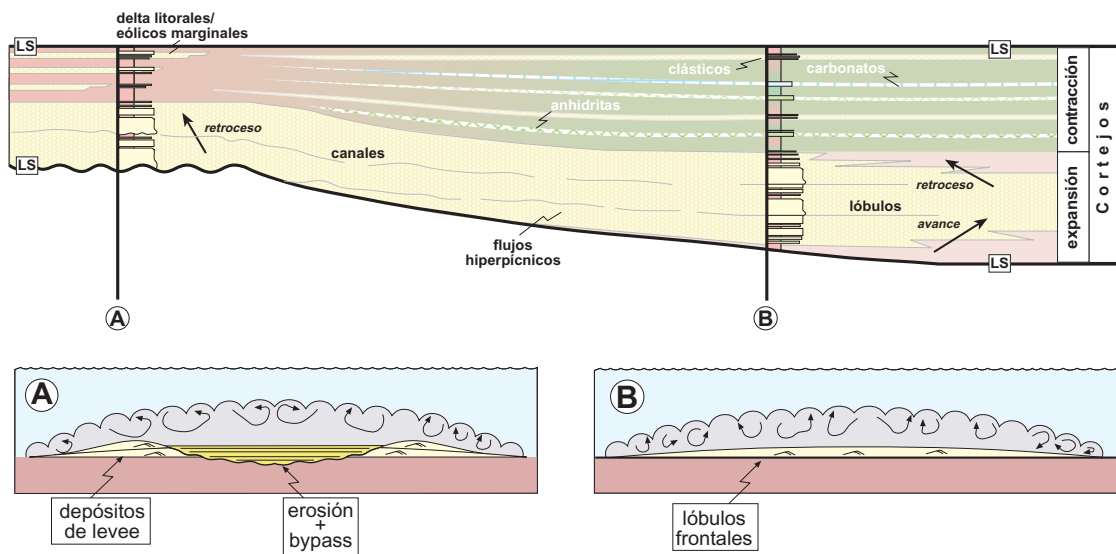 delta litorales/
eólicos marginales
LS
LS
clásticos
carbonatos
anhidritas
retroceso
canales
LS
retroceso
lóbulos
avance
flujos
hiperpícnicos
LS
contracción
expansión
Cortejos
A
B
A
B
depósitos
de levee
erosión
+
bypass
lóbulos
frontales